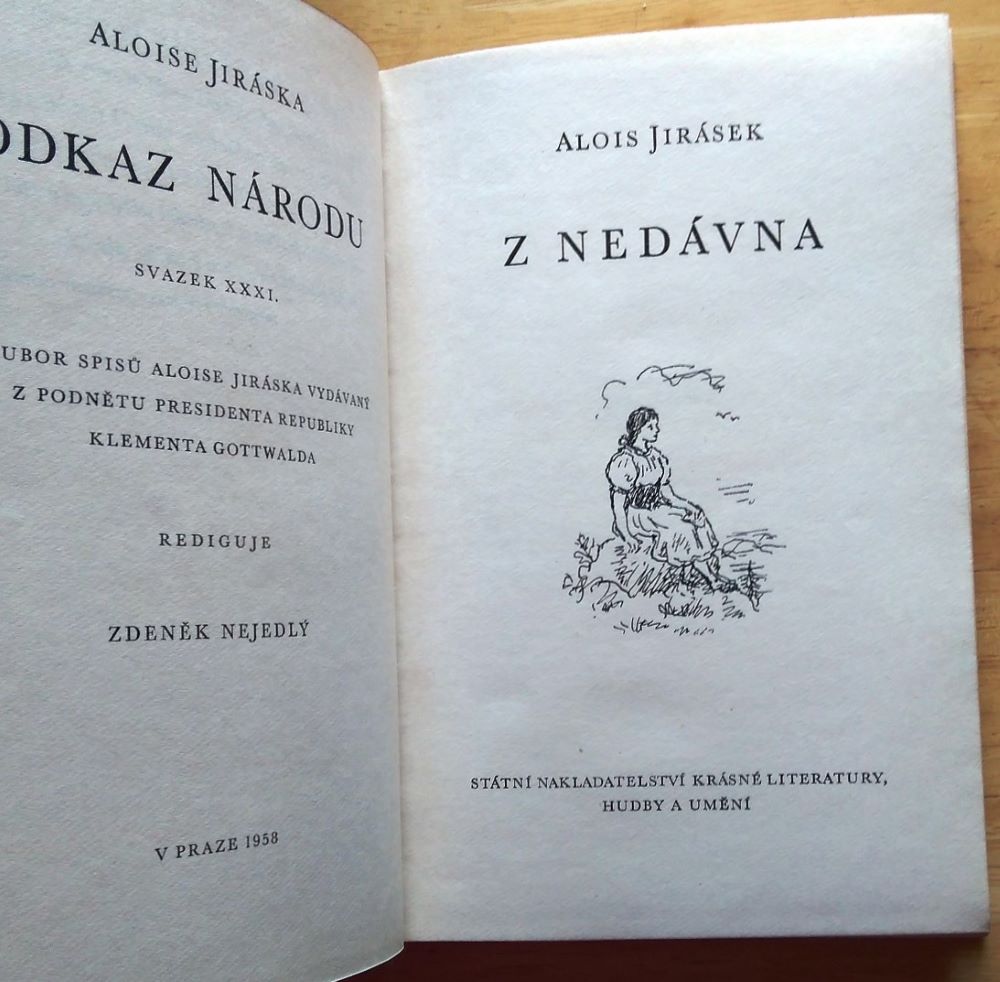 ALOISE JIRÁSKA
ODKAZ NÁRODU
SVAZEK XXXI.
UBOR SPISŮ ALOISE JIRÁSKA VYDÁVANÝ
Z PODNĚTU PRESIDENTA REPUBLIKY
KLEMENTA GOTTWALDA
REDIGUJE
ZDENĚK NEJEDLÝ
V PRAZE 1958
ALOIS JIRÁSEK
Z NEDÁVNA
STÁTNÍ NAKLADATELSTVÍ KRÁSNÉ LITERATURY,
HUDBY A UMĚNÍ